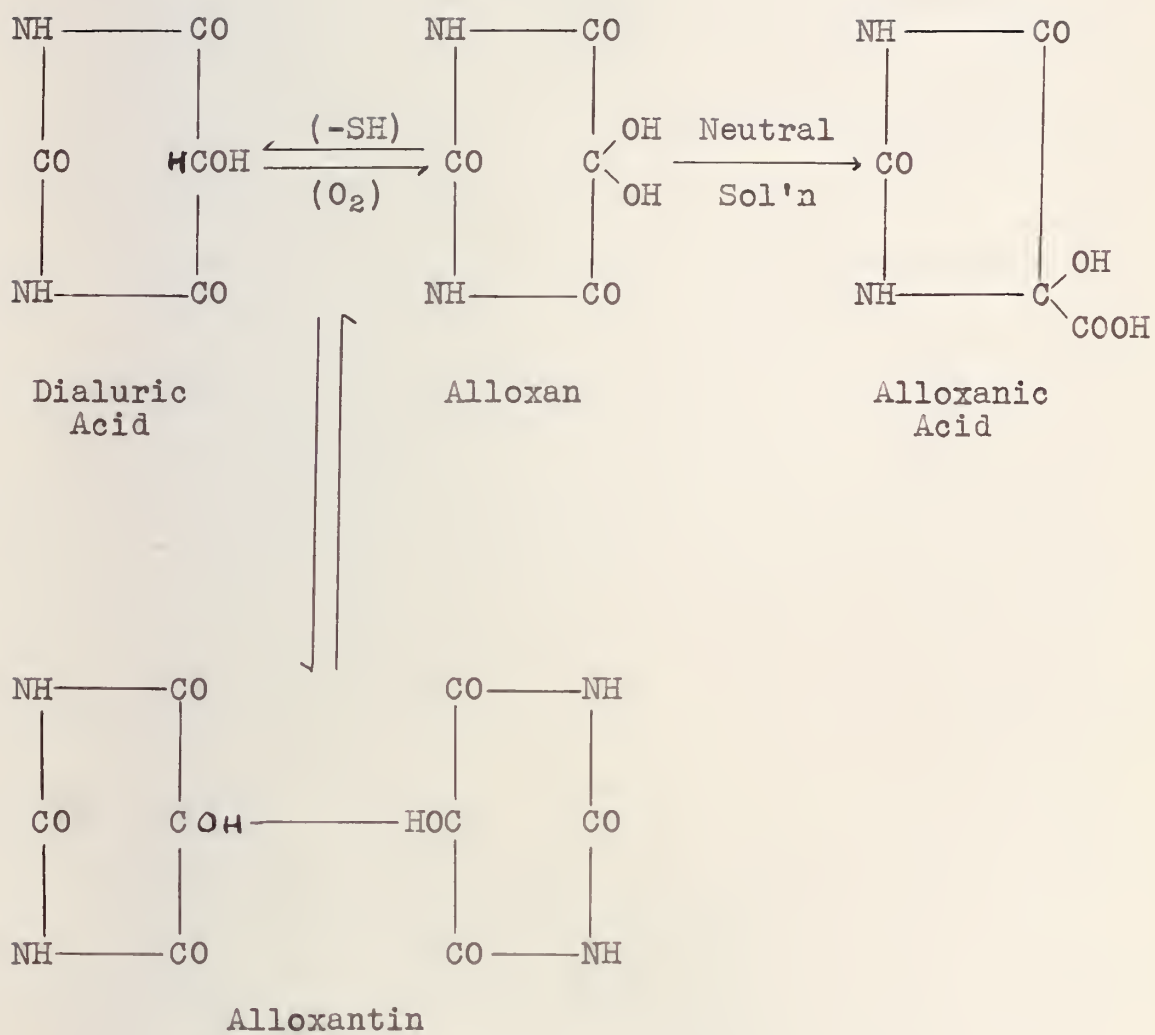 NH CO NH CO NH CO
(-SH) OH Neutral
CO HCOH CO C CO
(O₂) OH Sol'n
NH CO NH CO NH C OH
COOH
Dialuric Alloxan Alloxanic
Acid Acid
NH CO CO NH
CO C OH HOC CO
NH CO CO NH
Alloxantin